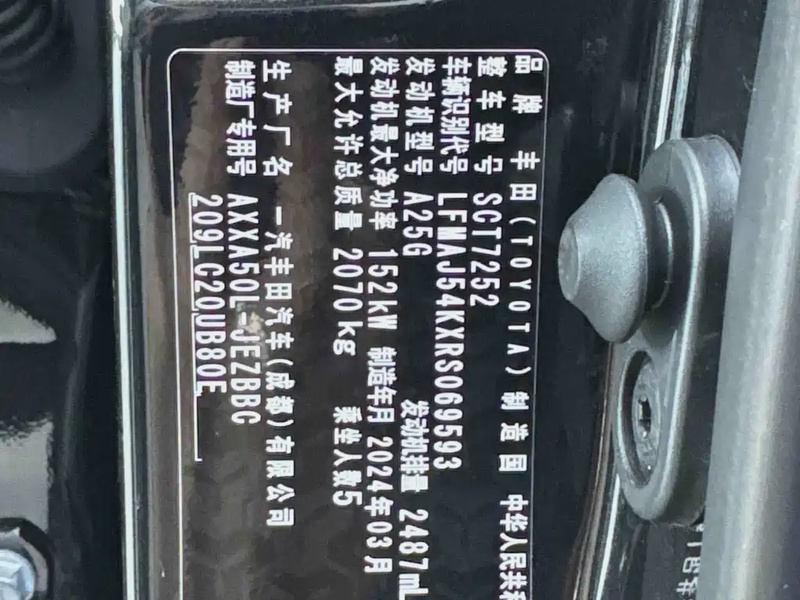 品牌 丰田(TOYOTA) 制造国 中华人民共和
整车型号 SCT7252
车辆识别代号 LFMAJ54KXRS069593
发动机型号 A25G 发动机排量 2487mL
发动机最大净功率 152kW 制造年月 2024年03月
最大允许总质量 2070kg 乘坐人数5
生产厂名 一汽丰田汽车(成都)有限公司
制造厂专用号 AXXA50L-JEZBBC
209LC20UB80E